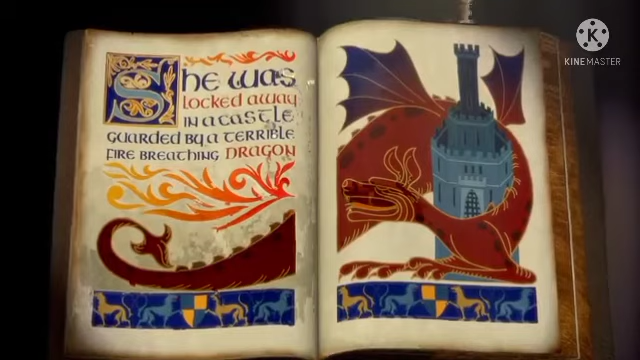 She was
locked away
in a castle
guarded by a terrible
fire breathing dragon
K
KINEMASTER